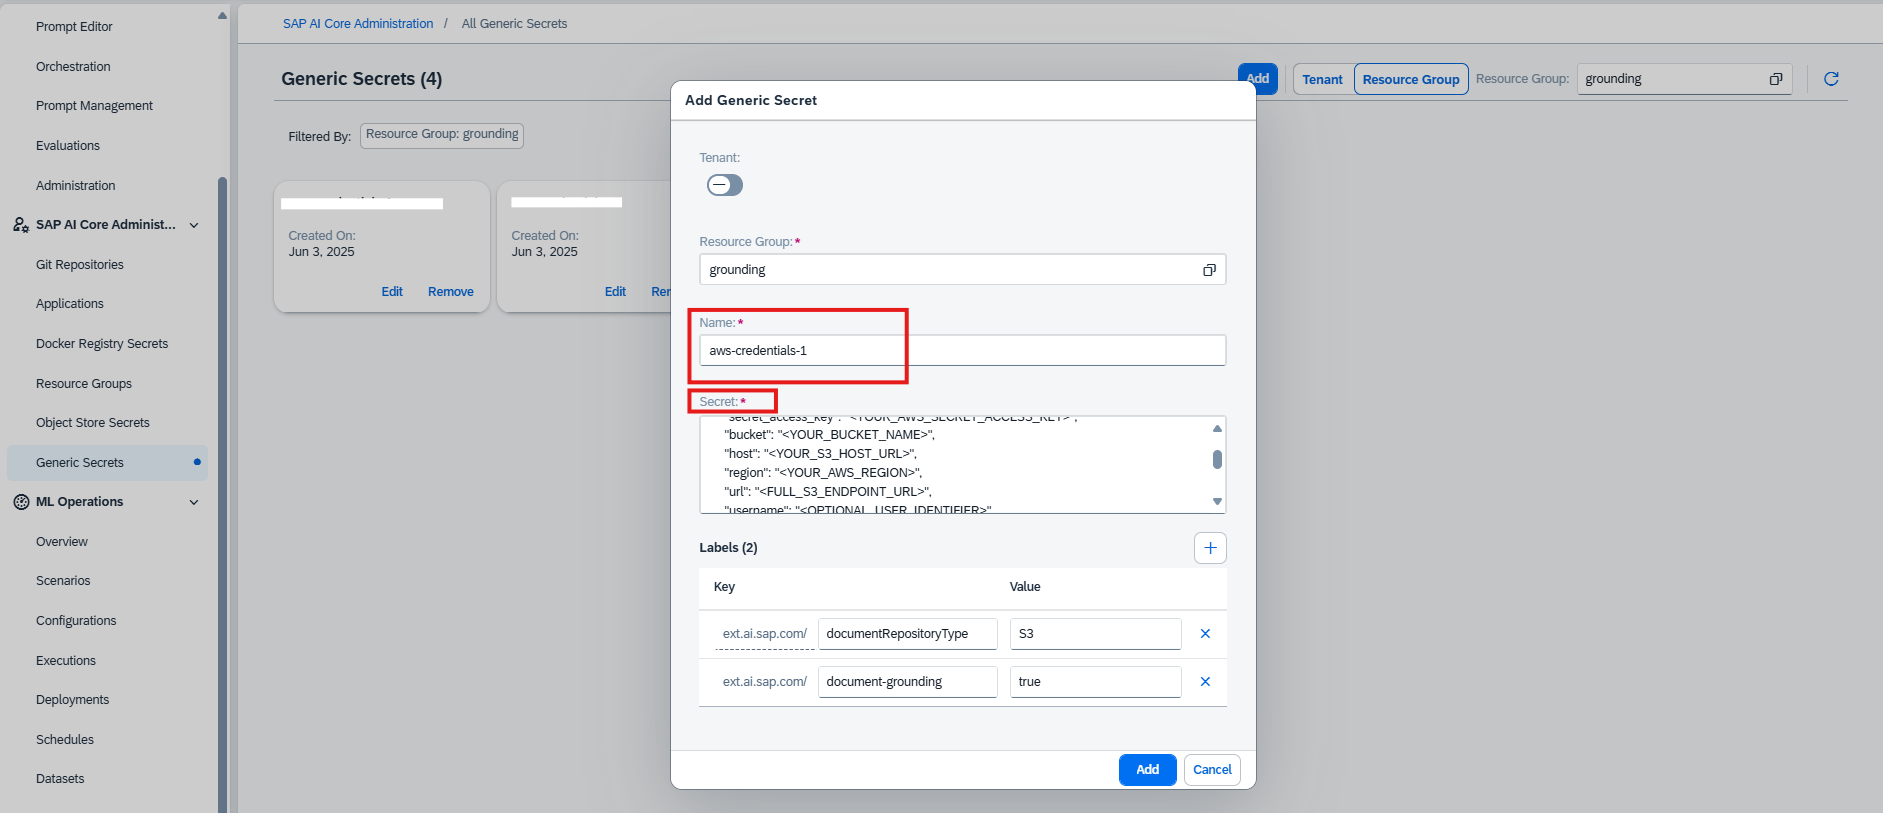 Prompt Editor
Orchestration
Prompt Management
Evaluations
Administration
SAP AI Core Administ...
Git Repositories
Applications
Docker Registry Secrets
Resource Groups
Object Store Secrets
Generic Secrets
ML Operations
Overview
Scenarios
Configurations
Executions
Deployments
Schedules
Datasets
SAP AI Core Administration / All Generic Secrets
Generic Secrets (4)
Add Tenant Resource Group Resource Group: grounding
Filtered By: Resource Group: grounding
Created On:
Jun 3, 2025
Edit Remove
Created On:
Jun 3, 2025
Edit Rer
Add Generic Secret
Tenant:
Resource Group:*
grounding
Name:*
aws-credentials-1
Secret:*
"secret_access_key": "<YOUR_AWS_SECRET_ACCESS_KEY>",
"bucket": "<YOUR_BUCKET_NAME>",
"host": "<YOUR_S3_HOST_URL>",
"region": "<YOUR_AWS_REGION>",
"url": "<FULL_S3_ENDPOINT_URL>",
"username": "<OPTIONAL_USER_IDENTIFIER>"
Labels (2)
Key Value
ext.ai.sap.com/ documentRepositoryType S3
ext.ai.sap.com/ document-grounding true
Add Cancel